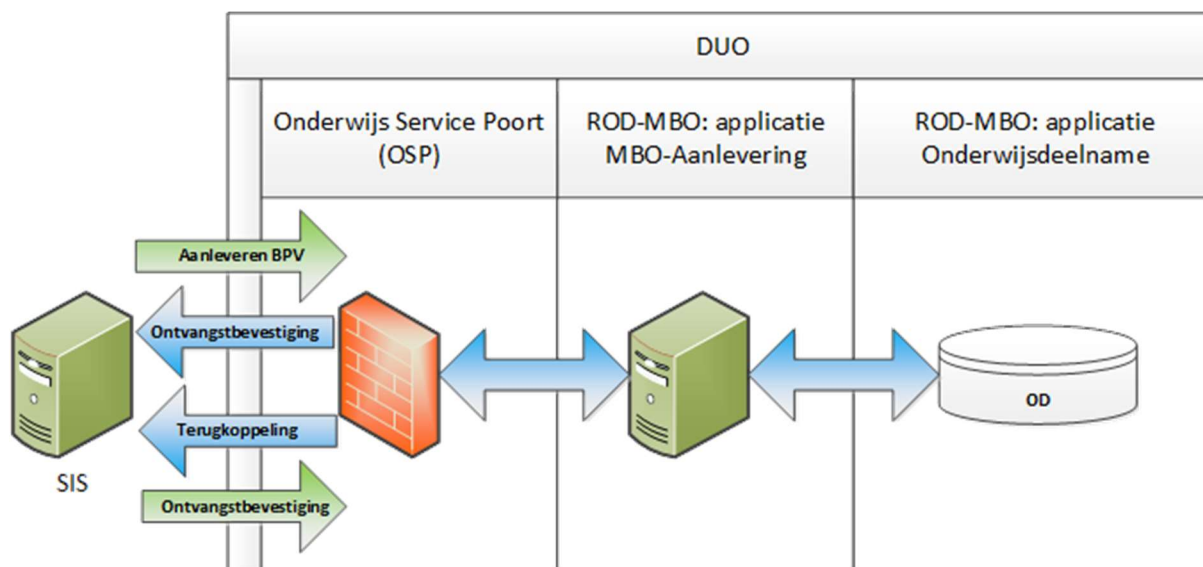 DUO
Onderwijs Service Poort
(OSP)
ROD-MBO: applicatie
MBO-Aanlevering
ROD-MBO: applicatie
Onderwijsdeelname
Aanleveren BPV
Ontvangstbevestiging
Terugkoppeling
Ontvangstbevestiging
SIS
OD